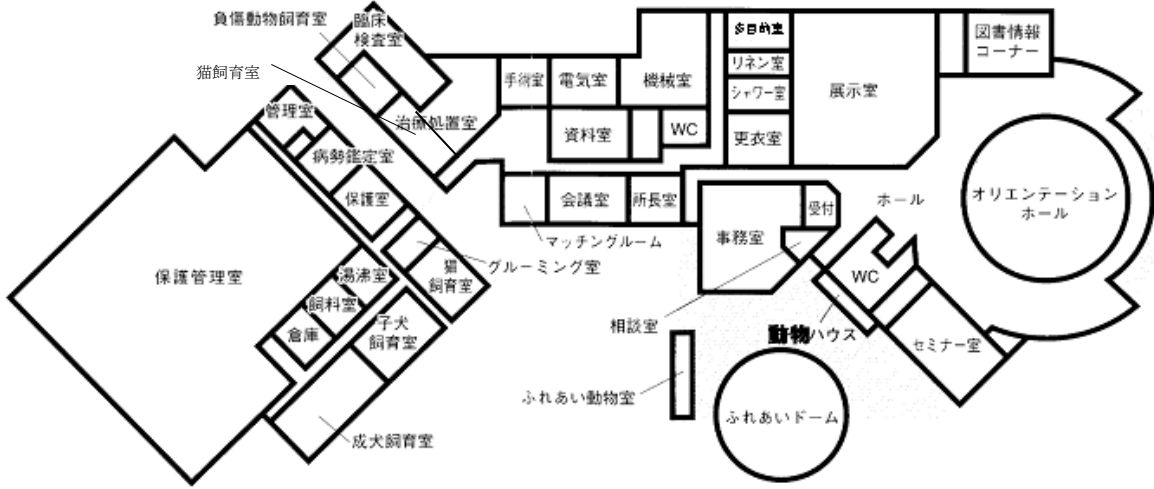 負傷動物飼育室
臨床
検査室
猫飼育室
管理室
治療処置室
病勢鑑定室
保護室
手術室
電気室
機械室
資料室
WC
多目的室
リネン室
シャワー室
更衣室
展示室
図書情報
コーナー
会議室
所長室
マッチングルーム
グルーミング室
猫
飼育室
事務室
受付
ホール
オリエンテーション
ホール
WC
保護管理室
湯沸室
飼料室
倉庫
子犬
飼育室
成犬飼育室
相談室
動物ハウス
セミナー室
ふれあい動物室
ふれあいドーム